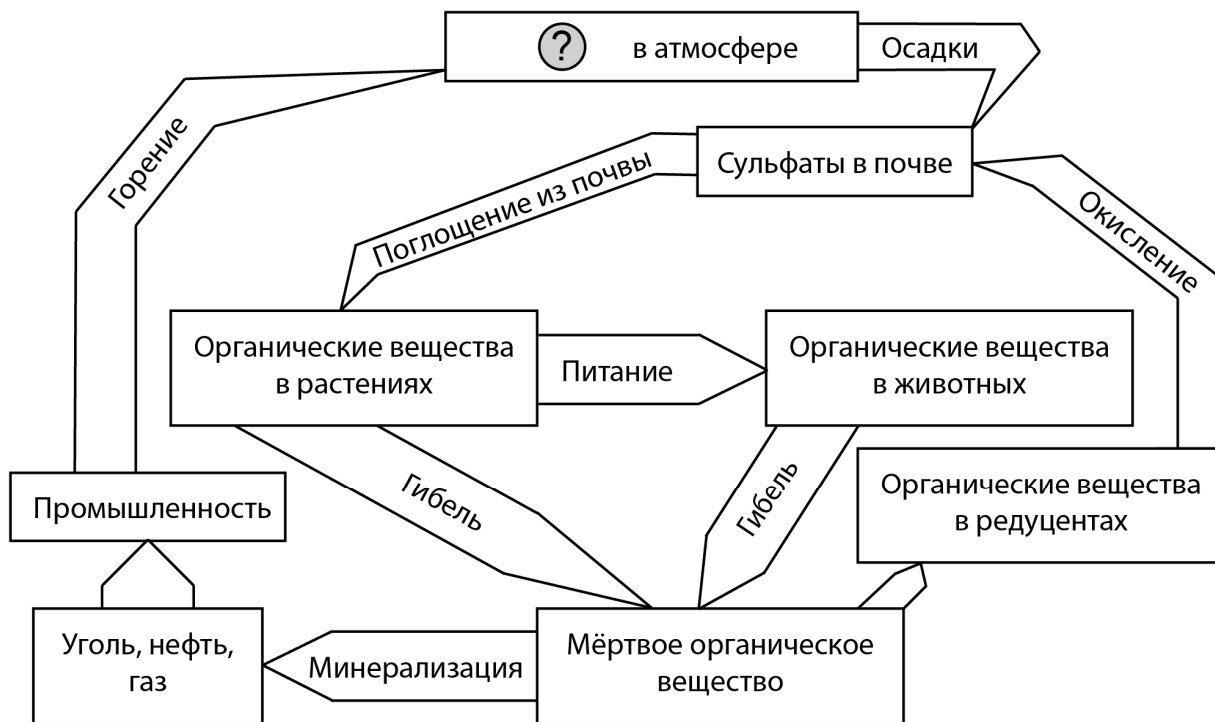 ? в атмосфере
Осадки
Горение
Сульфаты в почве
Поглощение из почвы
Окисление
Органические вещества
в растениях
Питание
Органические вещества
в животных
Гибель
Гибель
Промышленность
Органические вещества
в редуцентах
Уголь, нефть,
газ
Минерализация
Мёртвое органическое
вещество